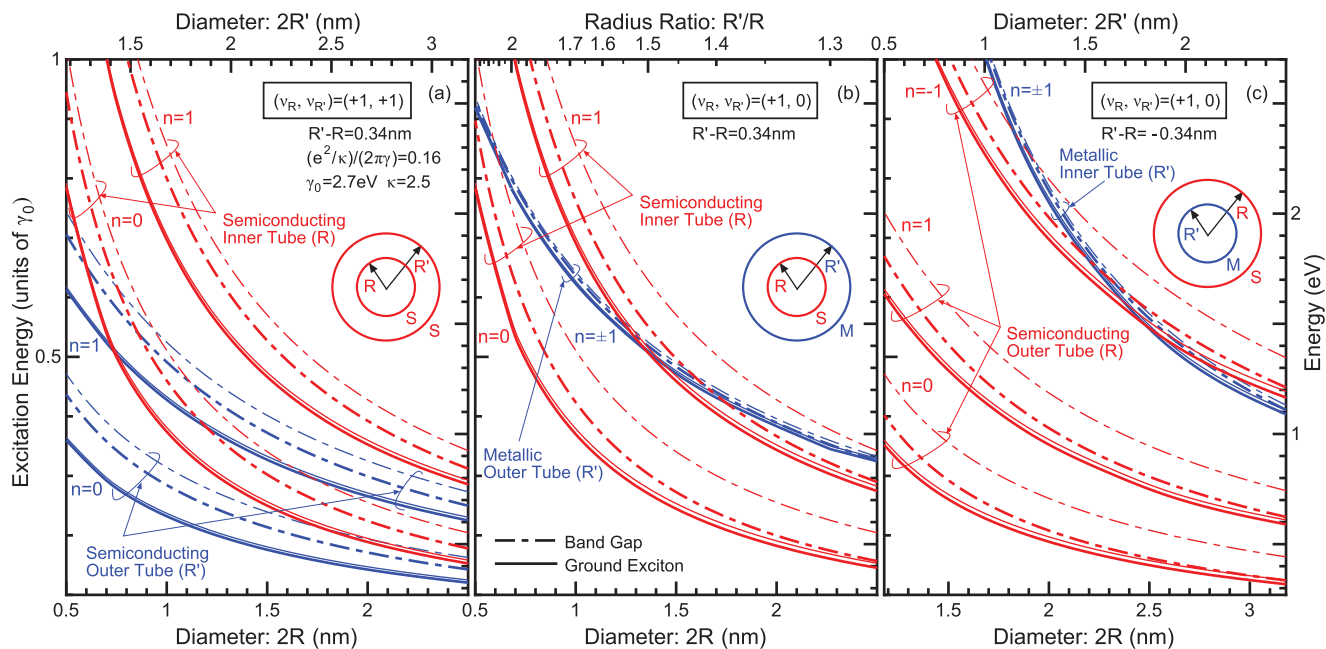 Diameter: 2R' (nm)
Radius Ratio: R'/R
Diameter: 2R' (nm)
1.5 2 2.5 3
2 1.7 1.6 1.5 1.4 1.3
0.5 1 1.5 2
Excitation Energy (units of γ0)
1
0.5
0
(νR, νR')=(+1, +1)
(a)
R'-R=0.34nm
(e²/κ)/(2πγ)=0.16
γ0=2.7eV κ=2.5
n=1
n=0
Semiconducting
Inner Tube (R)
R'
R
S
S
n=1
n=0
Semiconducting
Outer Tube (R')
(νR, νR')=(+1, 0)
(b)
R'-R=0.34nm
n=1
Semiconducting
Inner Tube (R)
R'
R
S
M
n=0
n=±1
Metallic
Outer Tube (R')
Band Gap
Ground Exciton
(νR, νR')=(+1, 0)
(c)
R'-R= -0.34nm
n=-1
n=±1
Metallic
Inner Tube (R')
R
R'
M
S
n=1
Semiconducting
Outer Tube (R)
n=0
2
1
Energy (eV)
0.5 1 1.5 2
0.5 1 1.5 2
1.5 2 2.5 3
Diameter: 2R (nm)
Diameter: 2R (nm)
Diameter: 2R (nm)